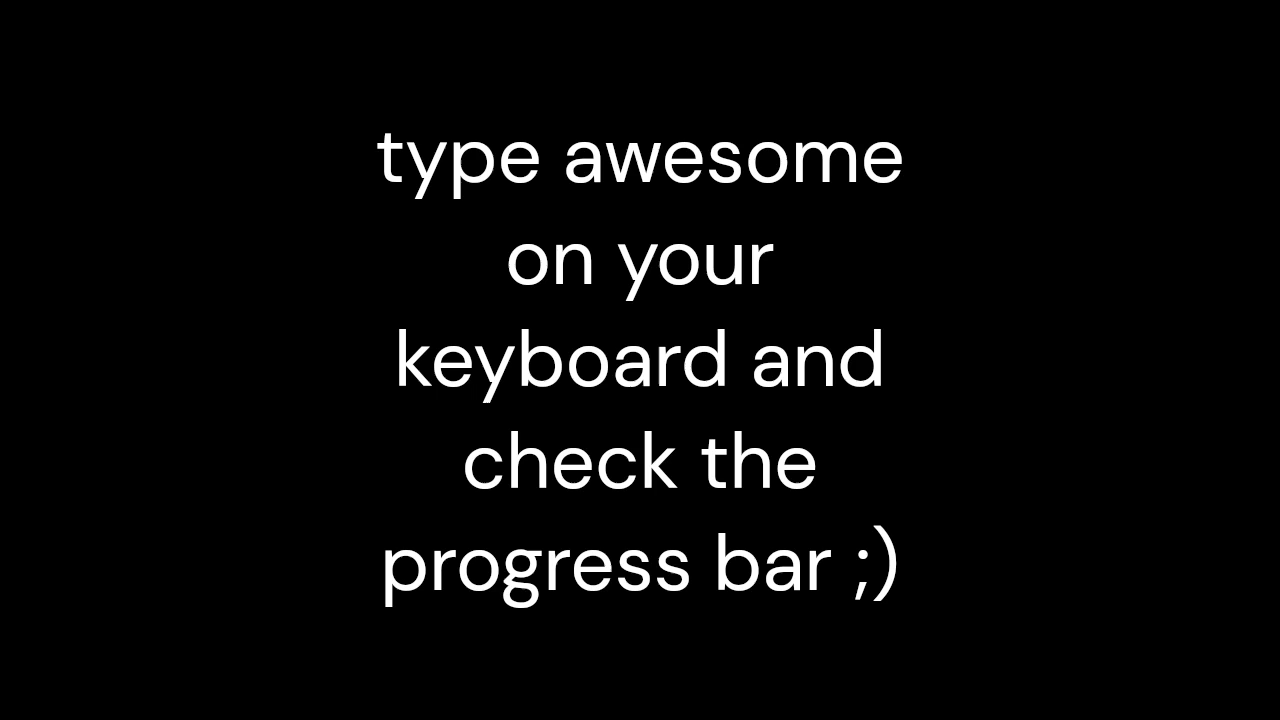 type awesome
on your
keyboard and
check the
progress bar ;)